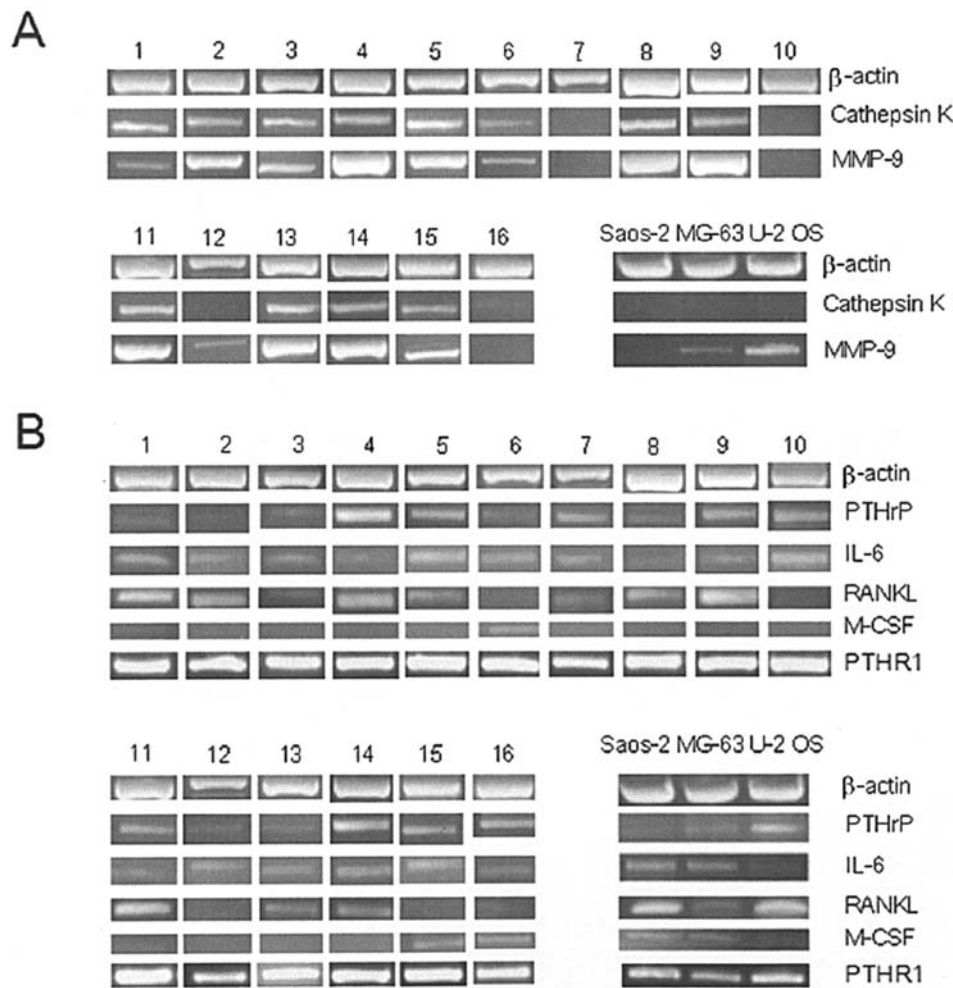 A
1 2 3 4 5 6 7 8 9 10
β-actin
Cathepsin K
MMP-9
11 12 13 14 15 16
Saos-2 MG-63 U-2 OS
β-actin
Cathepsin K
MMP-9
B
1 2 3 4 5 6 7 8 9 10
β-actin
PTHrP
IL-6
RANKL
M-CSF
PTHR1
11 12 13 14 15 16
Saos-2 MG-63 U-2 OS
β-actin
PTHrP
IL-6
RANKL
M-CSF
PTHR1